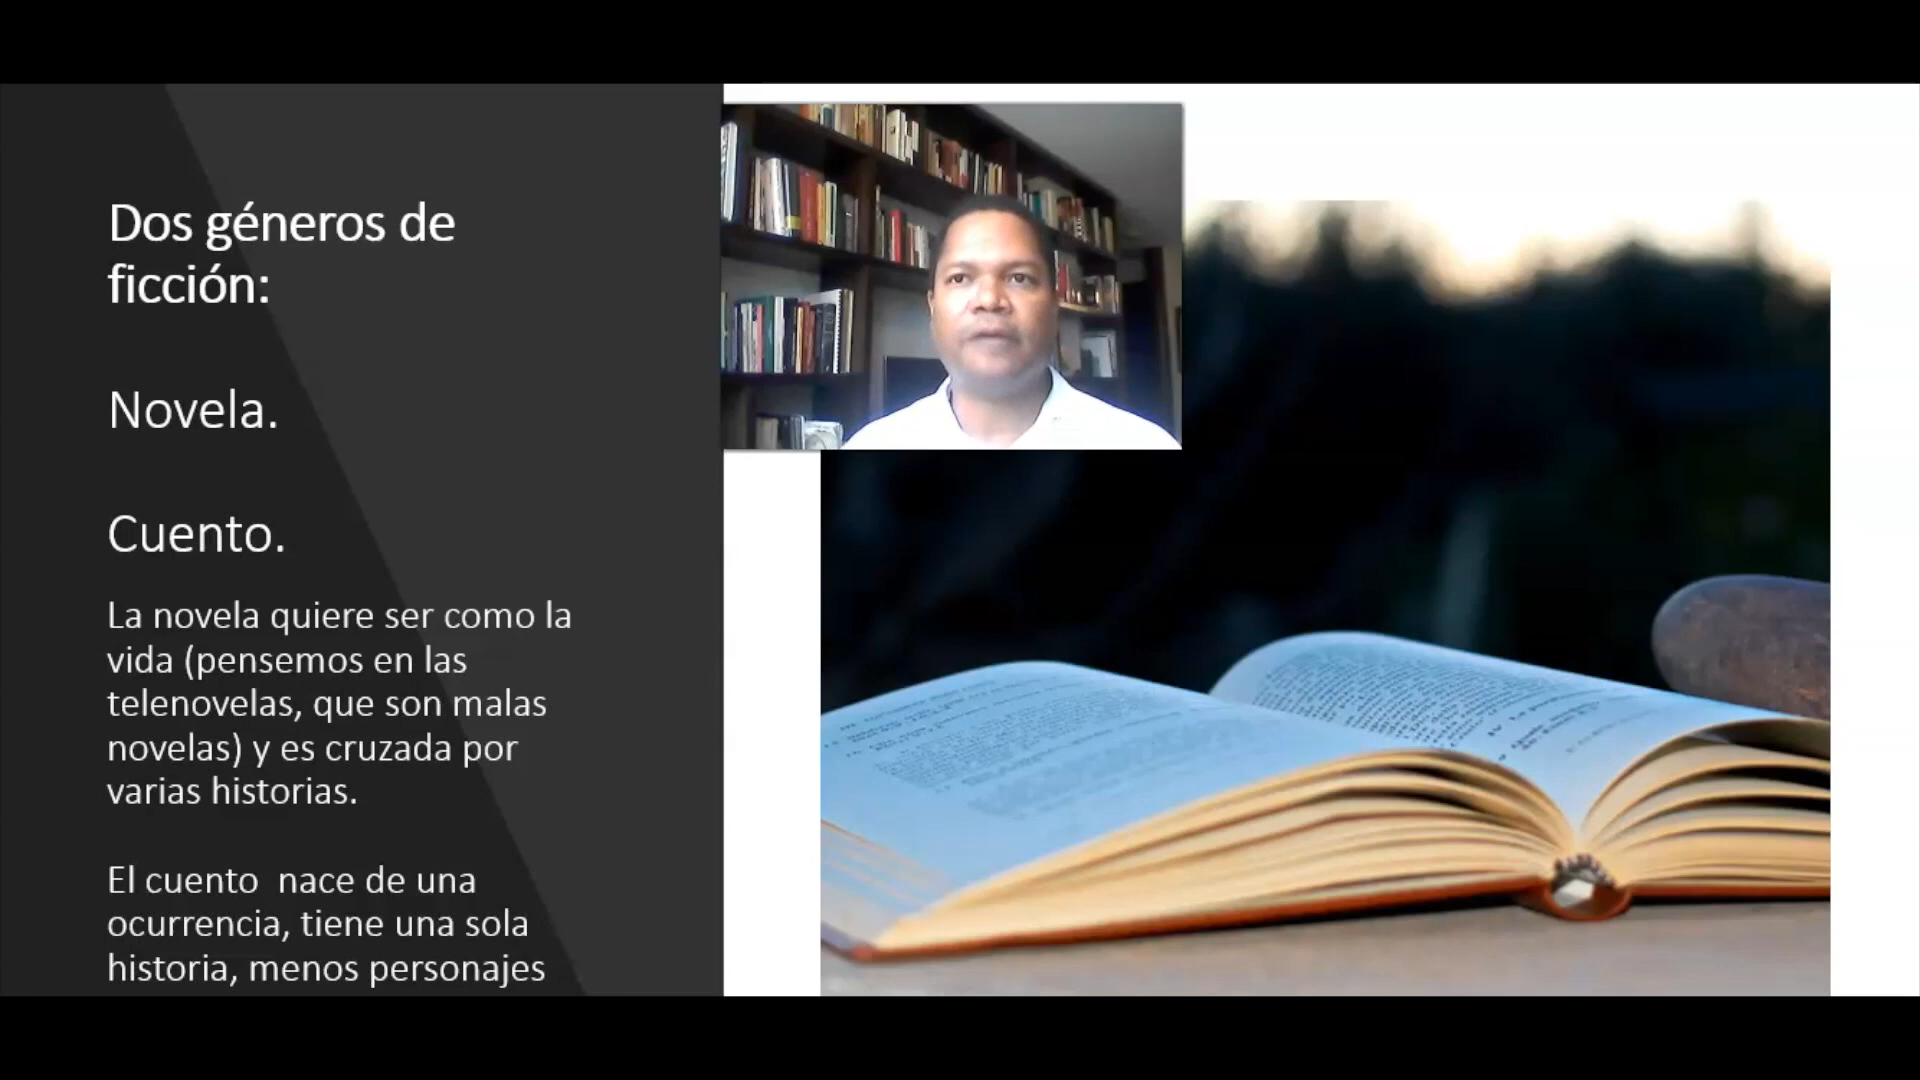 Dos géneros de
ficción:
Novela.
Cuento.
La novela quiere ser como la
vida (pensemos en las
telenovelas, que son malas
novelas) y es cruzada por
varias historias.
El cuento  nace de una
ocurrencia, tiene una sola
historia, menos personajes